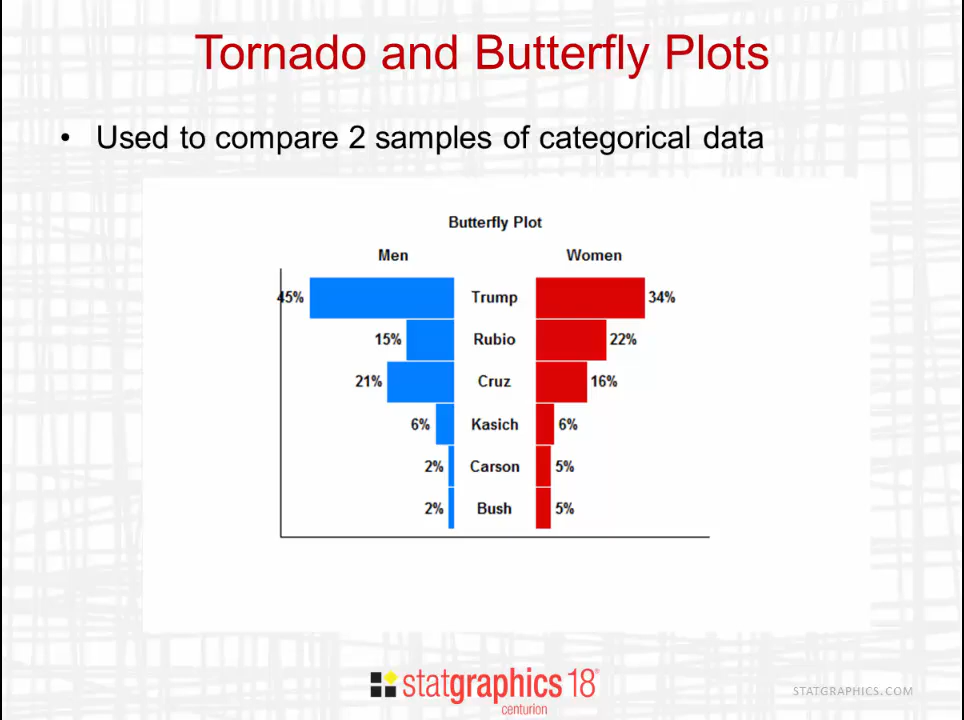 Tornado and Butterfly Plots
• Used to compare 2 samples of categorical data
Butterfly Plot
Men Women
45% Trump 34%
15% Rubio 22%
21% Cruz 16%
6% Kasich 6%
2% Carson 5%
2% Bush 5%
statgraphics 18®
centurion
STATGRAPHICS.COM